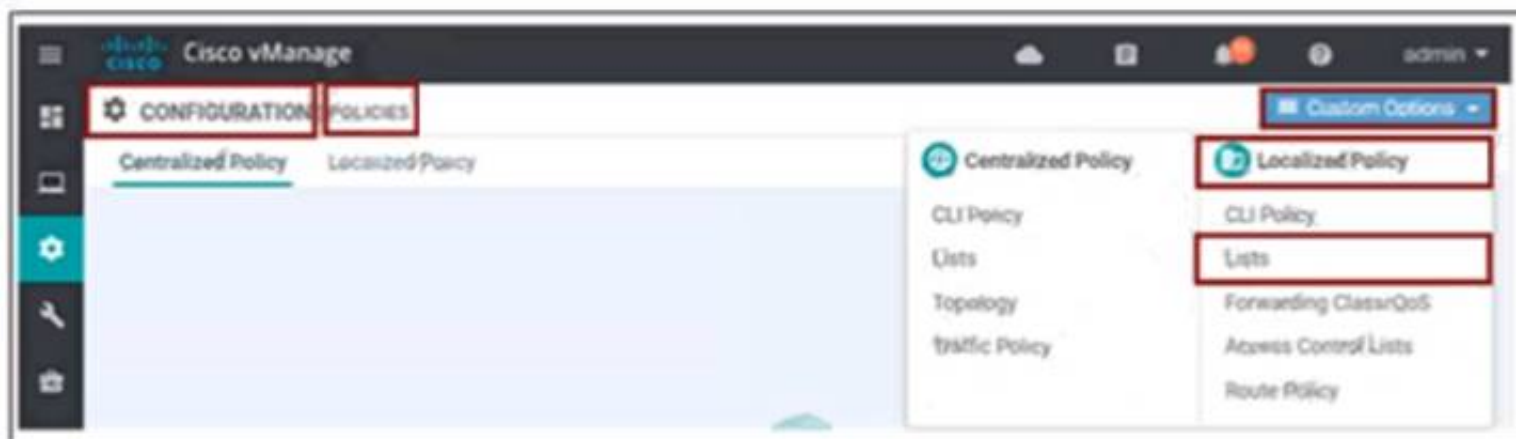 cisco Cisco vManage admin
CONFIGURATION POLICIES Custom Options
Centralized Policy Localized Policy
Centralized Policy
CLI Policy
Lists
Topology
Traffic Policy
Localized Policy
CLI Policy
Lists
Forwarding Class/QoS
Access Control Lists
Route Policy